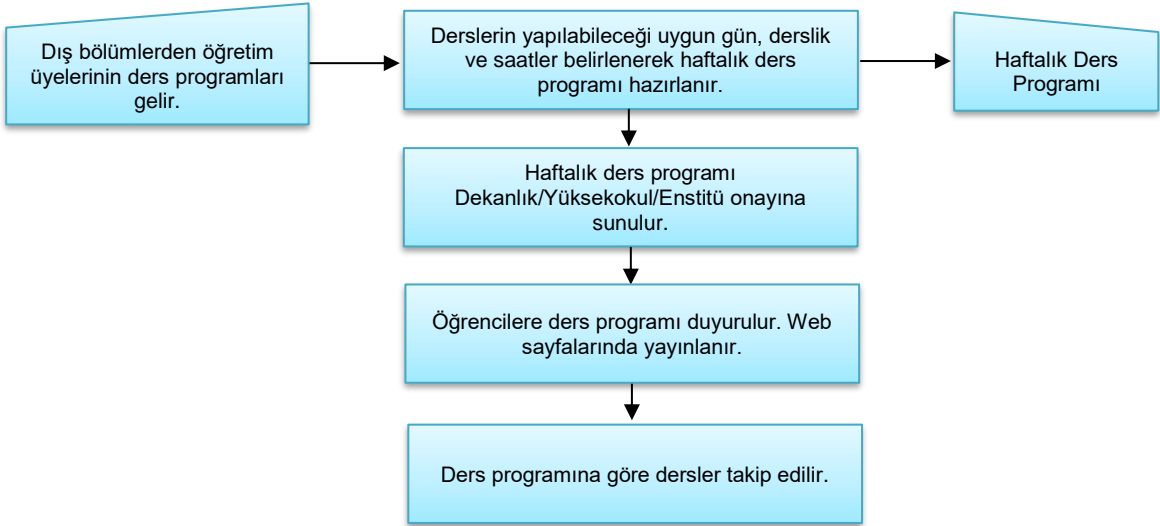 Dış bölümlerden öğretim
üyelerinin ders programları
gelir.
Derslerin yapılabileceği uygun gün, derslik
ve saatler belirlenerek haftalık ders
programı hazırlanır.
Haftalık Ders
Programı
Haftalık ders programı
Dekanlık/Yüksekokul/Enstitü onayına
sunulur.
Öğrencilere ders programı duyurulur. Web
sayfalarında yayınlanır.
Ders programına göre dersler takip edilir.